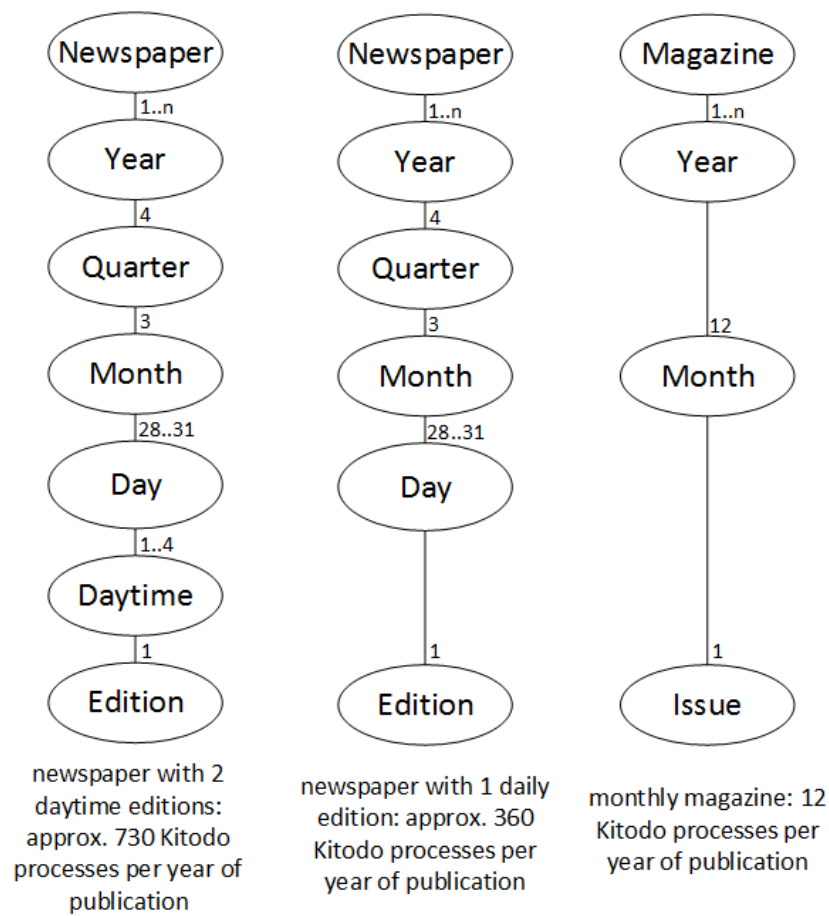 Newspaper
1..n
Year
4
Quarter
3
Month
28..31
Day
1..4
Daytime
1
Edition
newspaper with 2
daytime editions:
approx. 730 Kitodo
processes per year of
publication
Newspaper
1..n
Year
4
Quarter
3
Month
28..31
Day
1
Edition
newspaper with 1 daily
edition: approx. 360
Kitodo processes per
year of publication
Magazine
1..n
Year
12
Month
1
Issue
monthly magazine: 12
Kitodo processes per
year of publication